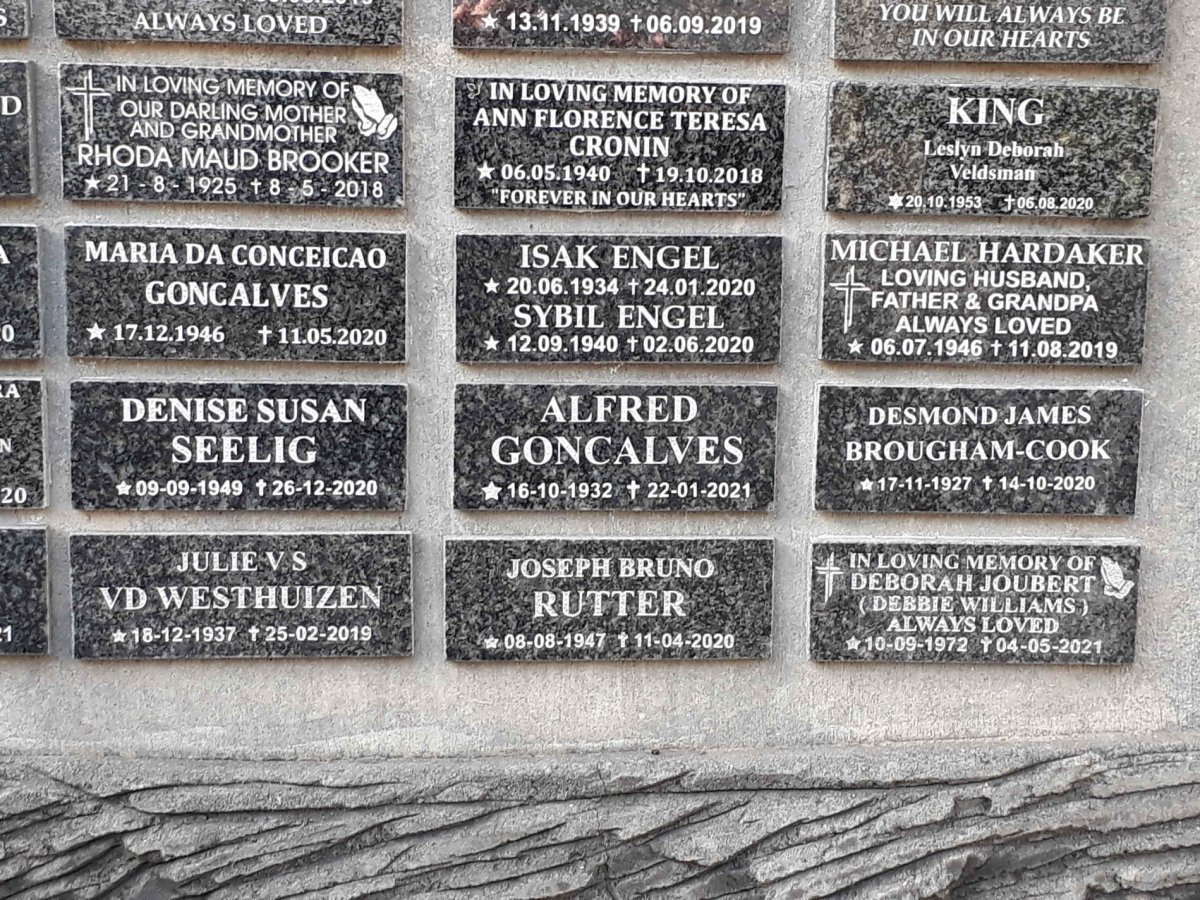 ALWAYS LOVED
★ 13.11.1939 ✝ 06.09.2019
YOU WILL ALWAYS BE
IN OUR HEARTS
D
IN LOVING MEMORY OF
OUR DARLING MOTHER
AND GRANDMOTHER
RHODA MAUD BROOKER
★ 21 - 8 - 1925 ✝ 8 - 5 - 2018
IN LOVING MEMORY OF
ANN FLORENCE TERESA
CRONIN
★ 06.05.1940 ✝ 19.10.2018
"FOREVER IN OUR HEARTS"
KING
Leslyn Deborah
Veldsman
★20.10.1953 ✝06.08.2020
A
20
MARIA DA CONCEICAO
GONCALVES
★ 17.12.1946 ✝ 11.05.2020
ISAK ENGEL
★ 20.06.1934 ✝ 24.01.2020
SYBIL ENGEL
★ 12.09.1940 ✝ 02.06.2020
MICHAEL HARDAKER
LOVING HUSBAND,
FATHER & GRANDPA
ALWAYS LOVED
★ 06.07.1946 ✝ 11.08.2019
RA
N
20
DENISE SUSAN
SEELIG
★09-09-1949 ✝ 26-12-2020
ALFRED
GONCALVES
★ 16-10-1932 ✝ 22-01-2021
DESMOND JAMES
BROUGHAM-COOK
★17-11-1927 ✝ 14-10-2020
21
JULIE V S
VD WESTHUIZEN
★18-12-1937 ✝ 25-02-2019
JOSEPH BRUNO
RUTTER
★08-08-1947 ✝ 11-04-2020
IN LOVING MEMORY OF
DEBORAH JOUBERT
( DEBBIE WILLIAMS )
ALWAYS LOVED
★10-09-1972 ✝04-05-2021